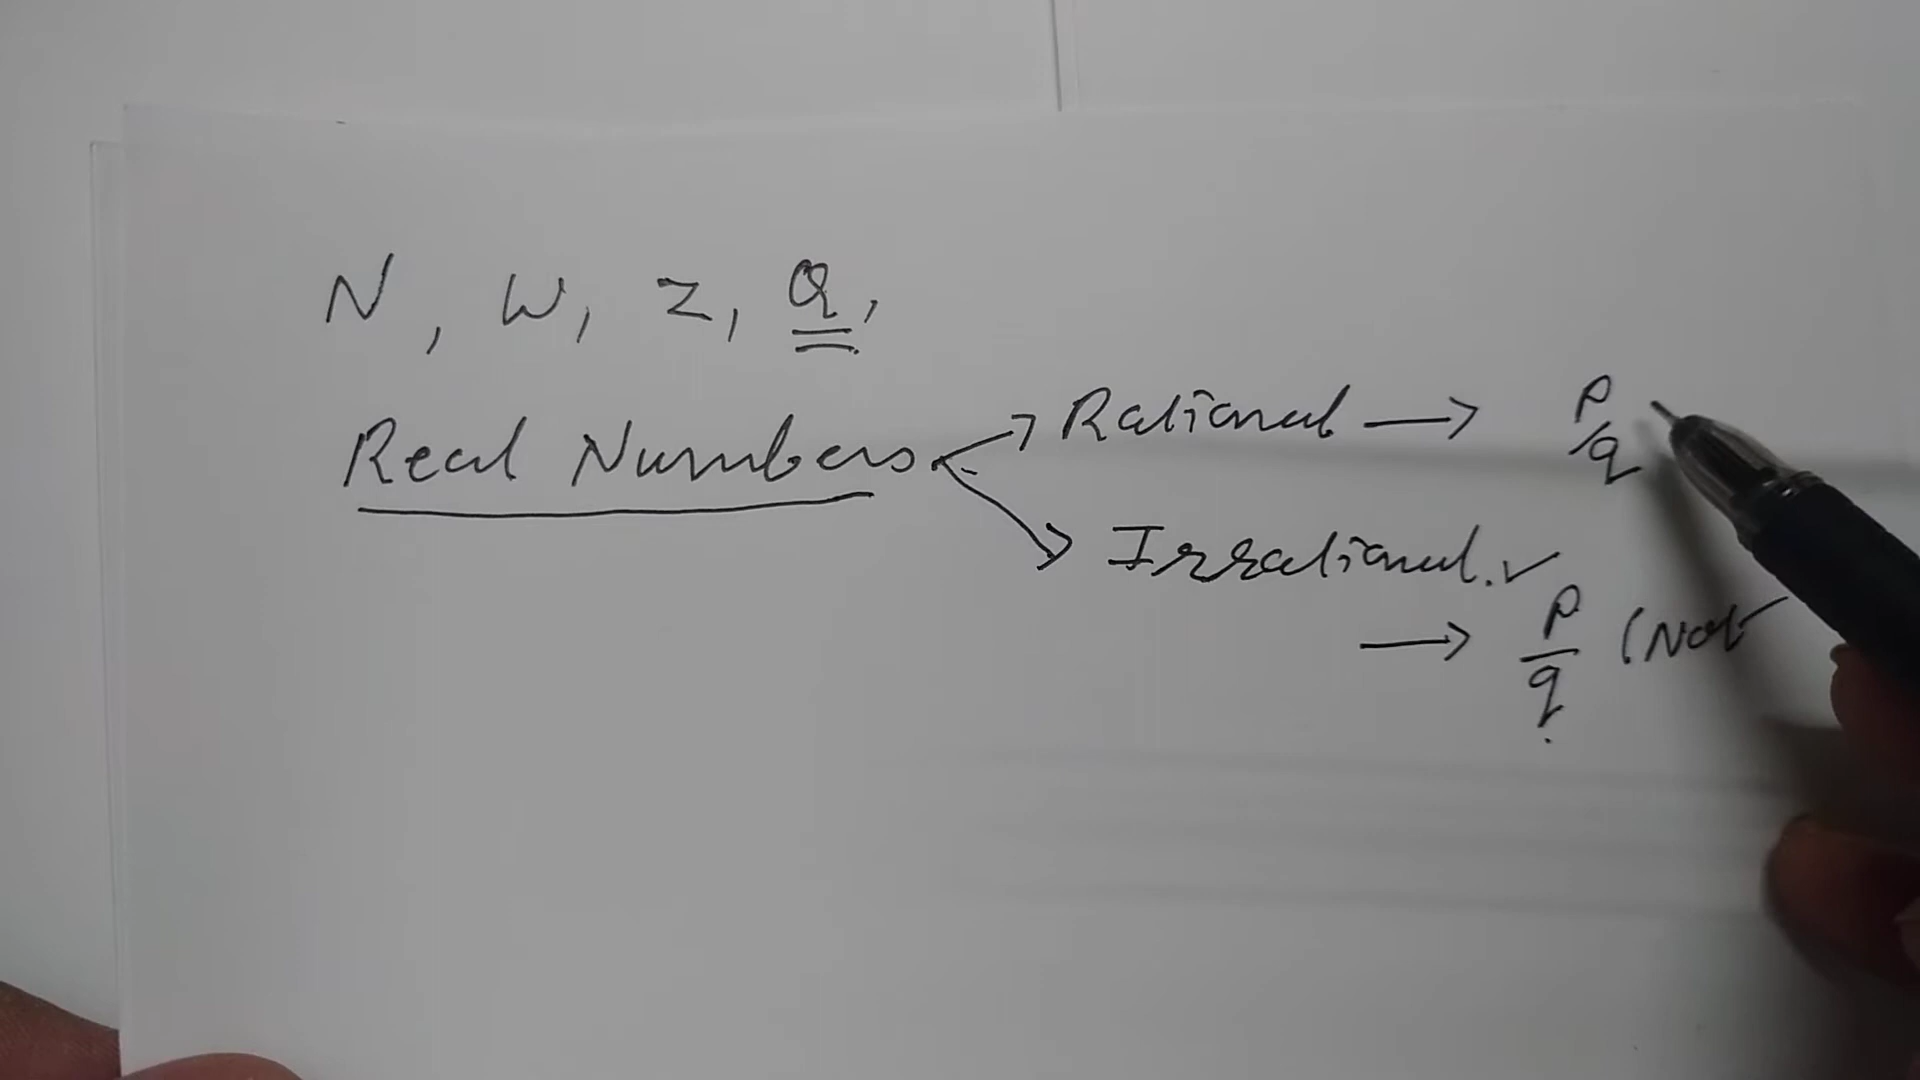 N, W, Z, Q,
Real Numbers → Rational → P/q
→ Irrational. ✓
→ P/q (Not